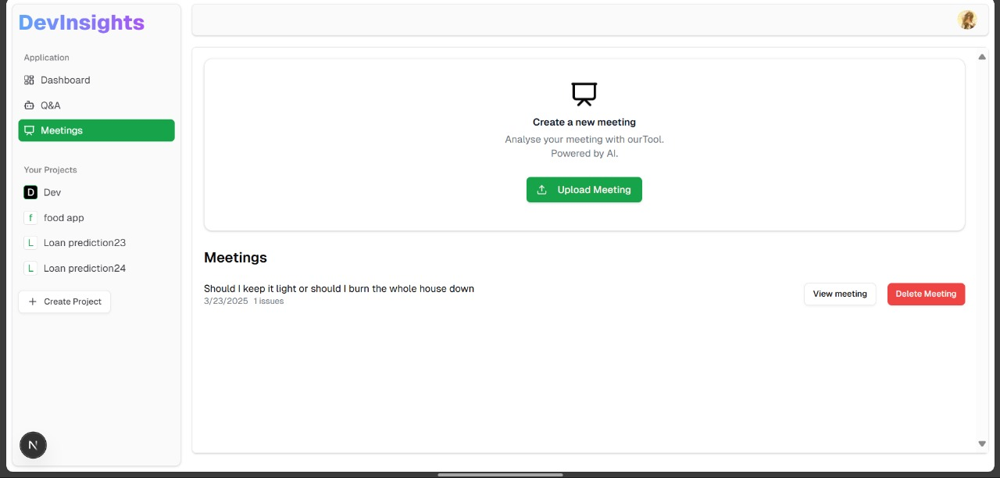 DevInsights
Application
Dashboard
Q&A
Meetings
Your Projects
D Dev
f food app
L Loan prediction23
L Loan prediction24
+ Create Project
N
Create a new meeting
Analyse your meeting with ourTool.
Powered by AI.
Upload Meeting
Meetings
Should I keep it light or should I burn the whole house down
3/23/2025 1 issues
View meeting
Delete Meeting